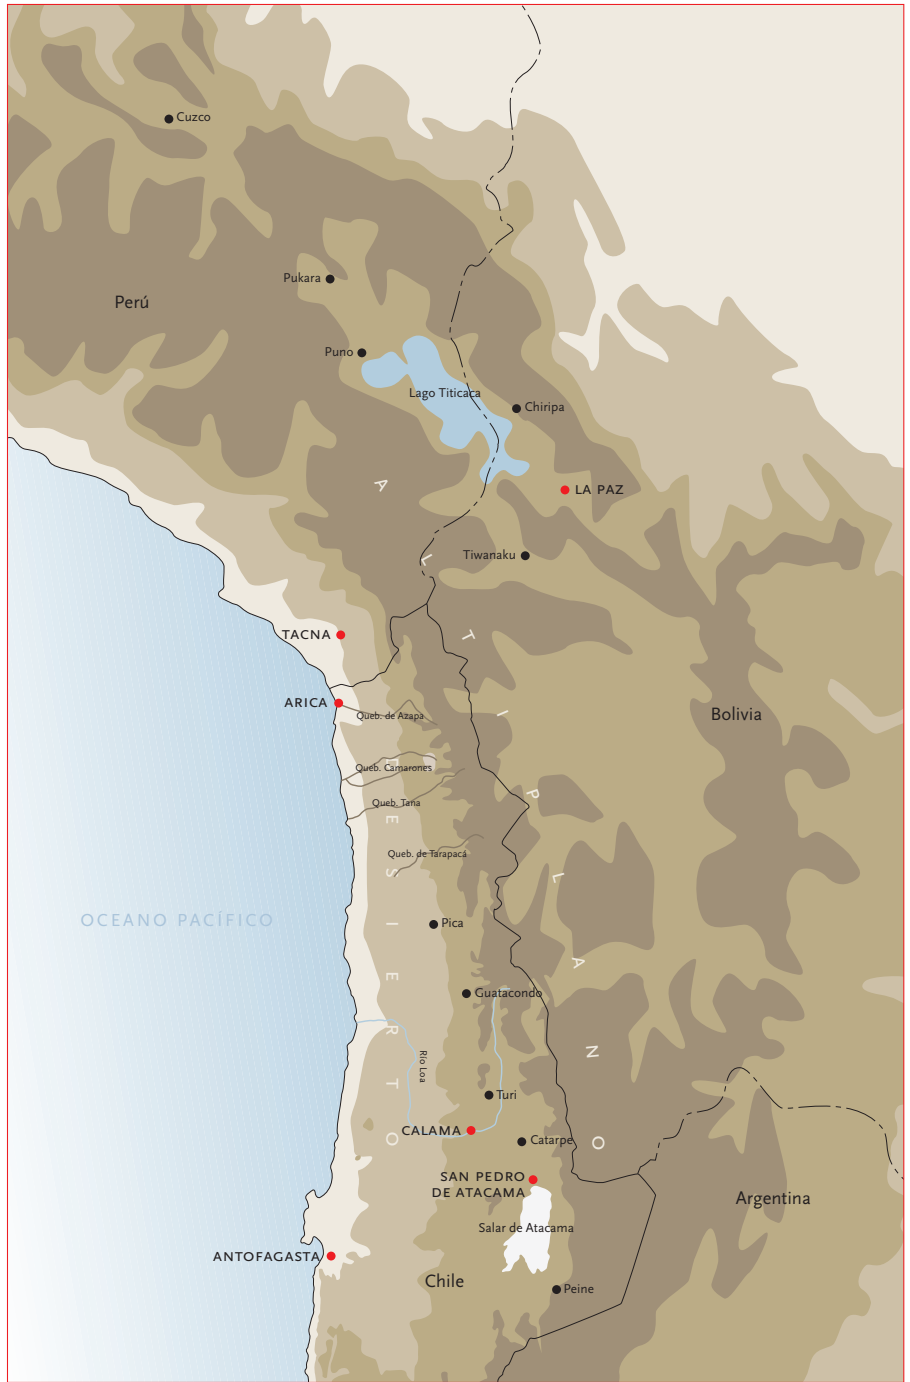 Cuzco
Pukara
Perú
Puno
Lago Titicaca
Chiripa
LA PAZ
Tiwanaku
ALTIPLANO
TACNA
ARICA
Queb. de Azapa
Bolivia
Queb. Camarones
Queb. Tana
Queb. de Tarapacá
DESIERTO
OCEANO PACÍFICO
Pica
Guatacondo
Río Loa
Turi
CALAMA
Catarpe
SAN PEDRO
DE ATACAMA
Argentina
Salar de Atacama
ANTOFAGASTA
Chile
Peine